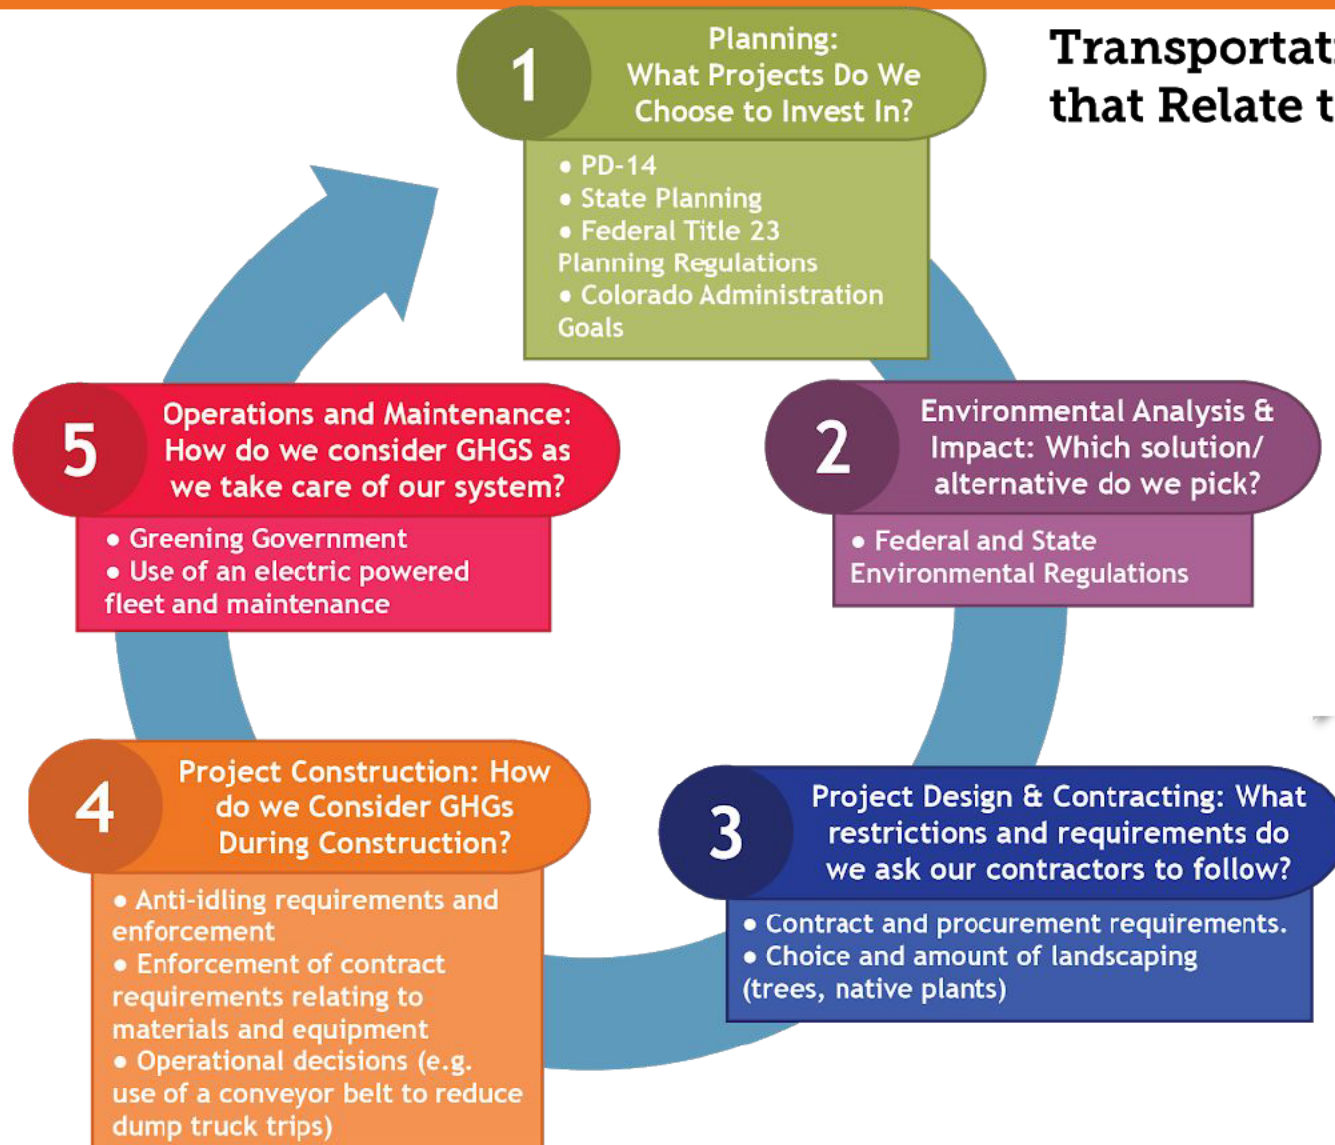 Transportati
that Relate t
1
Planning:
What Projects Do We
Choose to Invest In?
• PD-14
• State Planning
• Federal Title 23
Planning Regulations
• Colorado Administration
Goals
2
Environmental Analysis &
Impact: Which solution/
alternative do we pick?
• Federal and State
Environmental Regulations
3
Project Design & Contracting: What
restrictions and requirements do
we ask our contractors to follow?
• Contract and procurement requirements.
• Choice and amount of landscaping
(trees, native plants)
4
Project Construction: How
do we Consider GHGs
During Construction?
• Anti-idling requirements and
enforcement
• Enforcement of contract
requirements relating to
materials and equipment
• Operational decisions (e.g.
use of a conveyor belt to reduce
dump truck trips)
5
Operations and Maintenance:
How do we consider GHGS as
we take care of our system?
• Greening Government
• Use of an electric powered
fleet and maintenance